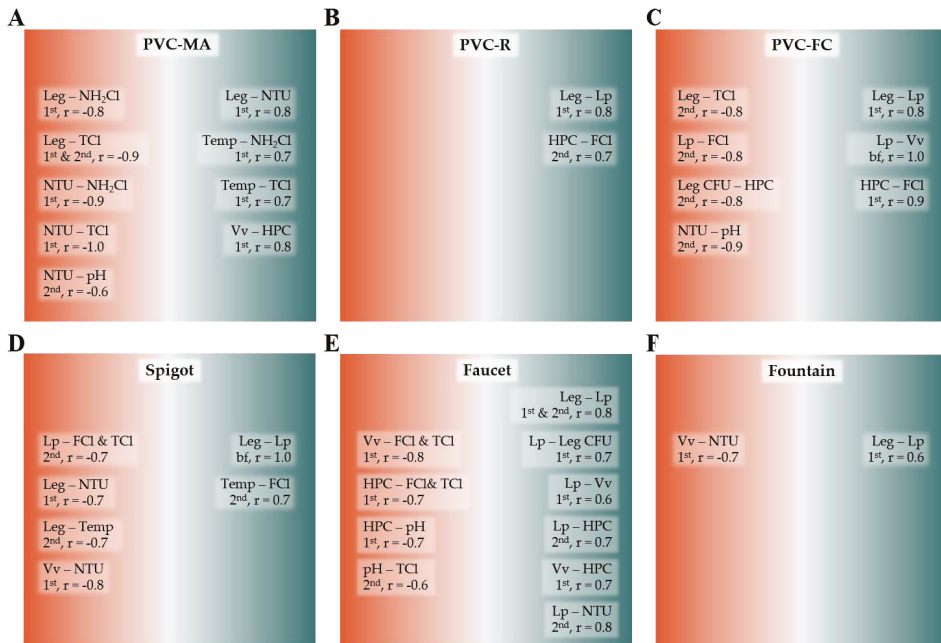 A
PVC-MA
Leg – NH₂Cl
1st, r = -0.8
Leg – TCl
1st & 2nd, r = -0.9
NTU – NH₂Cl
1st, r = -0.9
NTU – TCl
1st, r = -1.0
NTU – pH
2nd, r = -0.6
Leg – NTU
1st, r = 0.8
Temp – NH₂Cl
1st, r = 0.7
Temp – TCl
1st, r = 0.7
Vv – HPC
1st, r = 0.8
B
PVC-R
Leg – Lp
1st, r = 0.8
HPC – FCl
2nd, r = 0.7
C
PVC-FC
Leg – TCl
2nd, r = -0.8
Lp – FCl
2nd, r = -0.8
Leg CFU – HPC
2nd, r = -0.8
NTU – pH
2nd, r = -0.9
Leg – Lp
1st, r = 0.8
Lp – Vv
bf, r = 1.0
HPC – FCl
1st, r = 0.9
D
Spigot
Lp – FCl & TCl
2nd, r = -0.7
Leg – NTU
1st, r = -0.7
Leg – Temp
2nd, r = -0.7
Vv – NTU
1st, r = -0.8
Leg – Lp
bf, r = 1.0
Temp – FCl
2nd, r = 0.7
E
Faucet
Vv – FCl & TCl
1st, r = -0.8
HPC – FCl& TCl
1st, r = -0.7
HPC – pH
1st, r = -0.7
pH – TCl
2nd, r = -0.6
Leg – Lp
1st & 2nd, r = 0.8
Lp – Leg CFU
1st, r = 0.7
Lp – Vv
1st, r = 0.6
Lp – HPC
2nd, r = 0.7
Vv – HPC
1st, r = 0.7
Lp – NTU
2nd, r = 0.8
F
Fountain
Vv – NTU
1st, r = -0.7
Leg – Lp
1st, r = 0.6